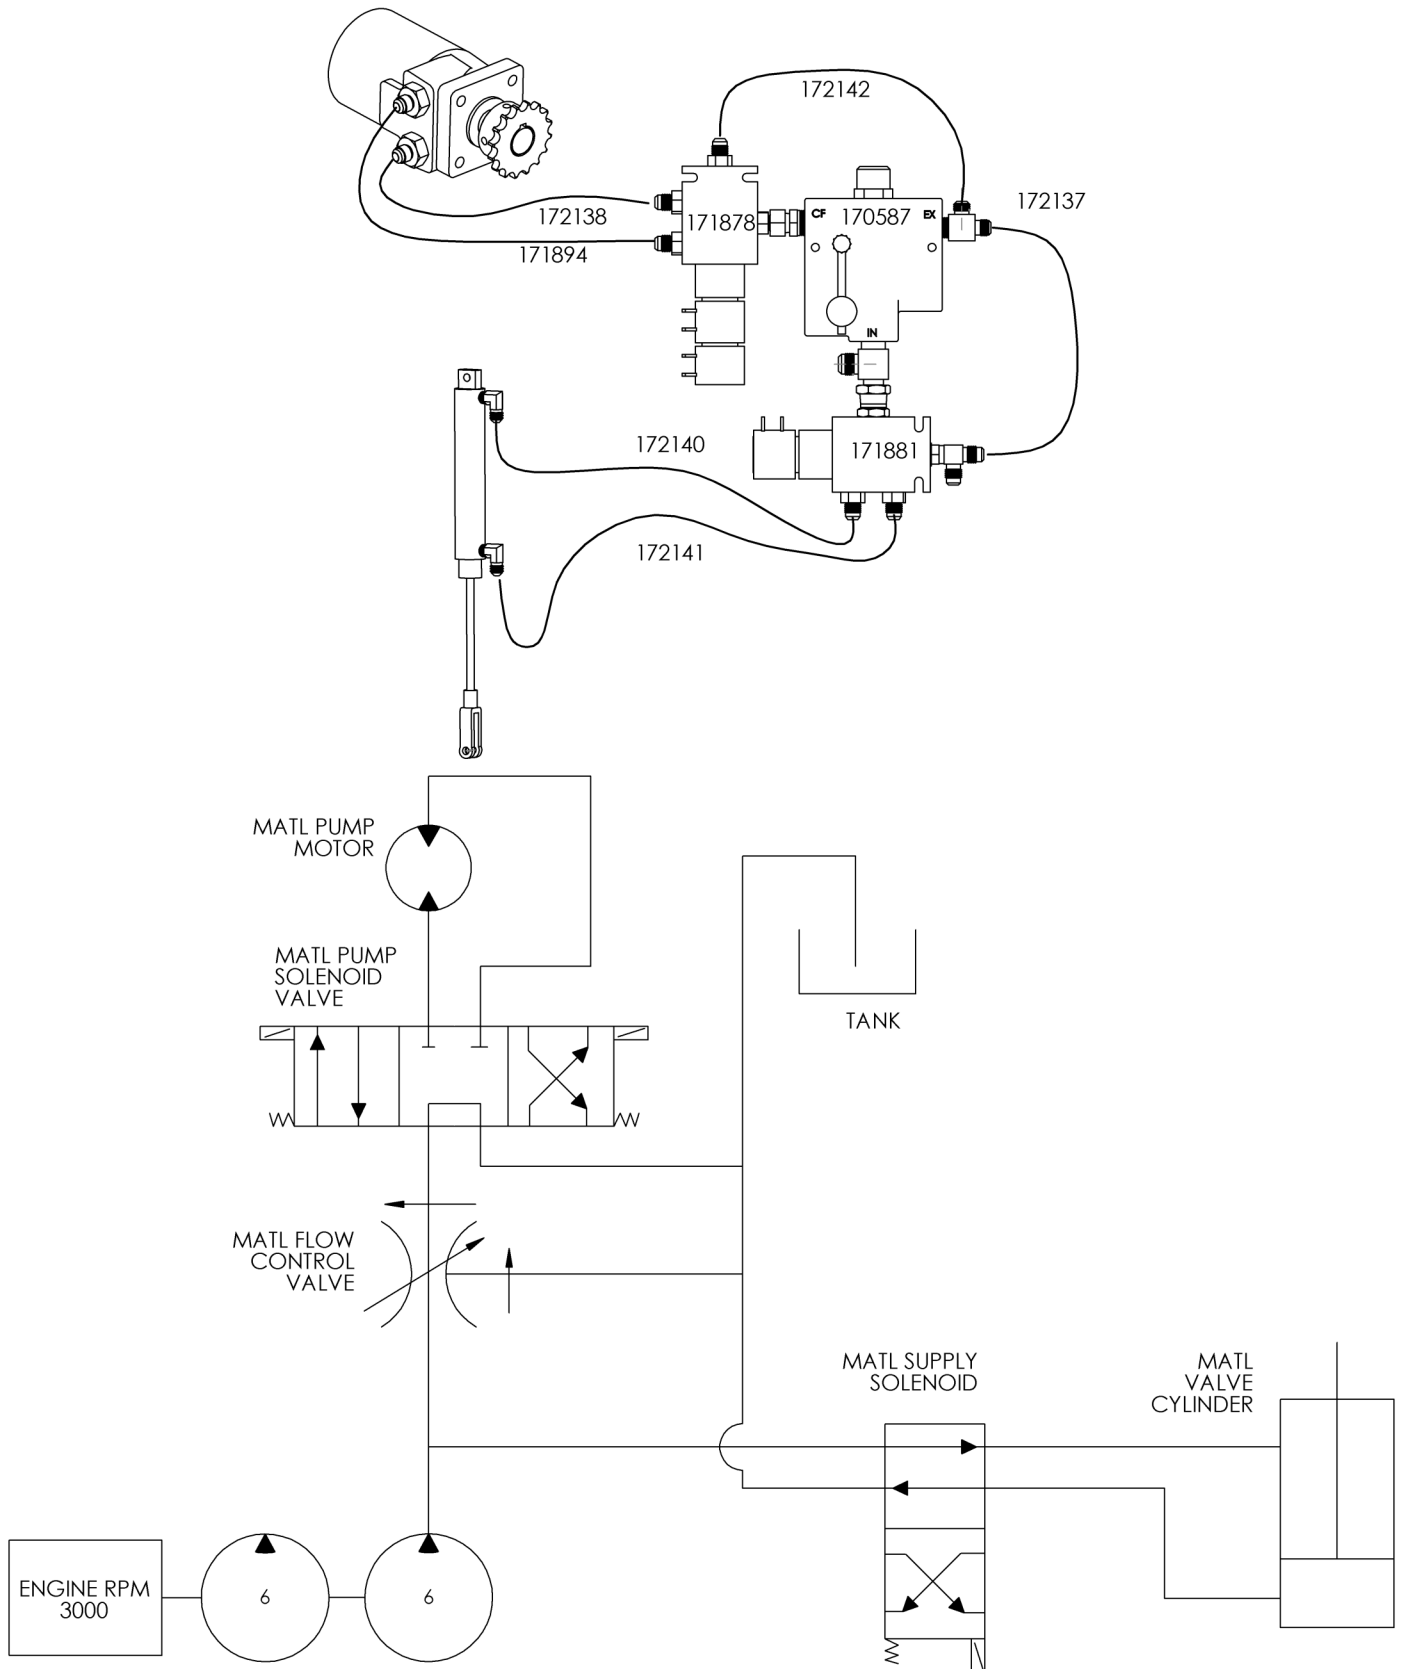 172142
172137
172138
171878
CF
170587
EX
171894
IN
172140
171881
172141
MATL PUMP
MOTOR
MATL PUMP
SOLENOID
VALVE
TANK
MATL FLOW
CONTROL
VALVE
MATL SUPPLY
SOLENOID
MATL
VALVE
CYLINDER
ENGINE RPM
3000
6
6